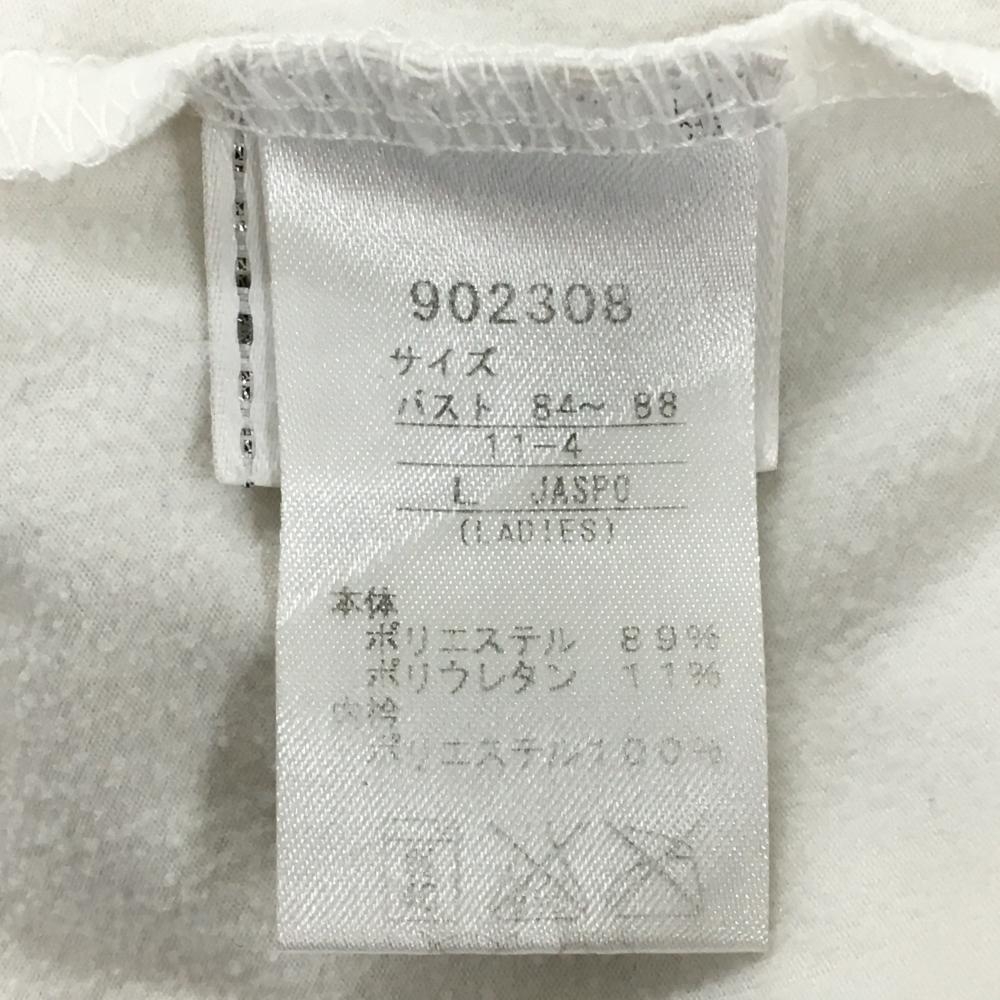 902308
サイズ
バスト 84～ 88
11-4
L JASPO
(LADIES)
本体
ポリエステル 89%
ポリウレタン 11%
内衿
ポリエステル100%